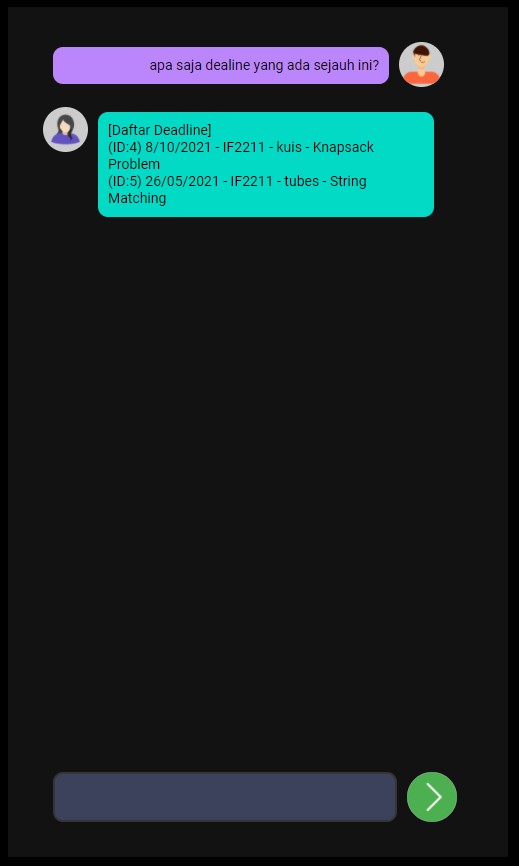 apa saja dealine yang ada sejauh ini?
[Daftar Deadline]
(ID:4) 8/10/2021 - IF2211 - kuis - Knapsack
Problem
(ID:5) 26/05/2021 - IF2211 - tubes - String
Matching